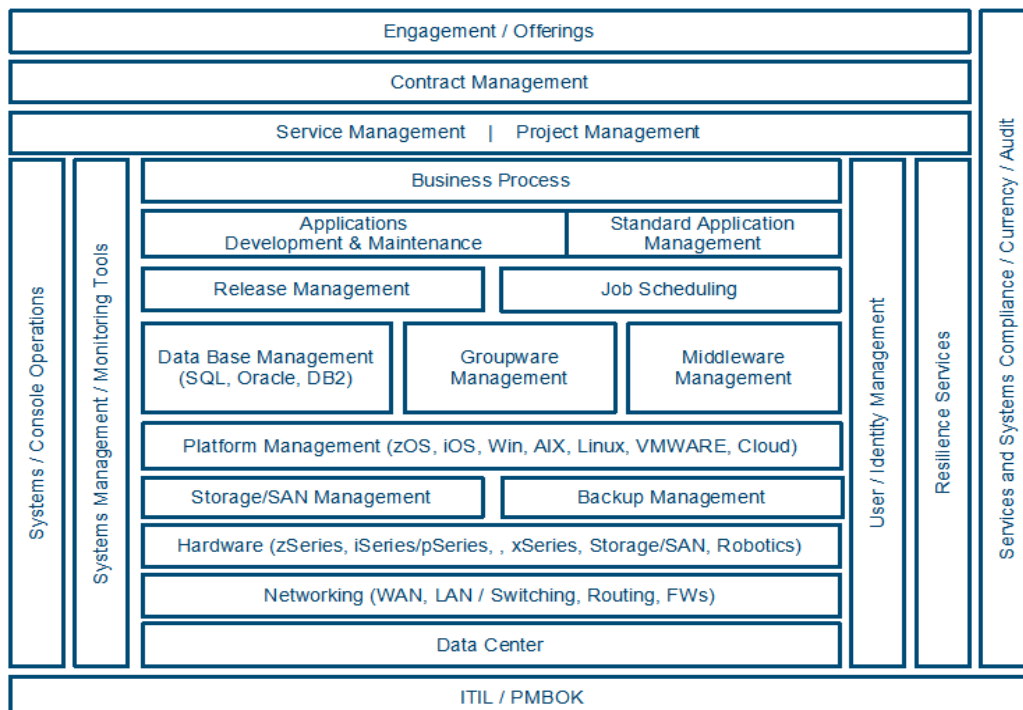 Engagement / Offerings
Contract Management
Service Management | Project Management
Business Process
Applications
Development & Maintenance
Standard Application
Management
Release Management
Job Scheduling
Data Base Management
(SQL, Oracle, DB2)
Groupware
Management
Middleware
Management
Platform Management (zOS, iOS, Win, AIX, Linux, VMWARE, Cloud)
Storage/SAN Management
Backup Management
Hardware (zSeries, iSeries/pSeries, , xSeries, Storage/SAN, Robotics)
Networking (WAN, LAN / Switching, Routing, FWs)
Data Center
Systems / Console Operations
Systems Management / Monitoring Tools
User / Identity Management
Resilience Services
Services and Systems Compliance / Currency / Audit
ITIL / PMBOK